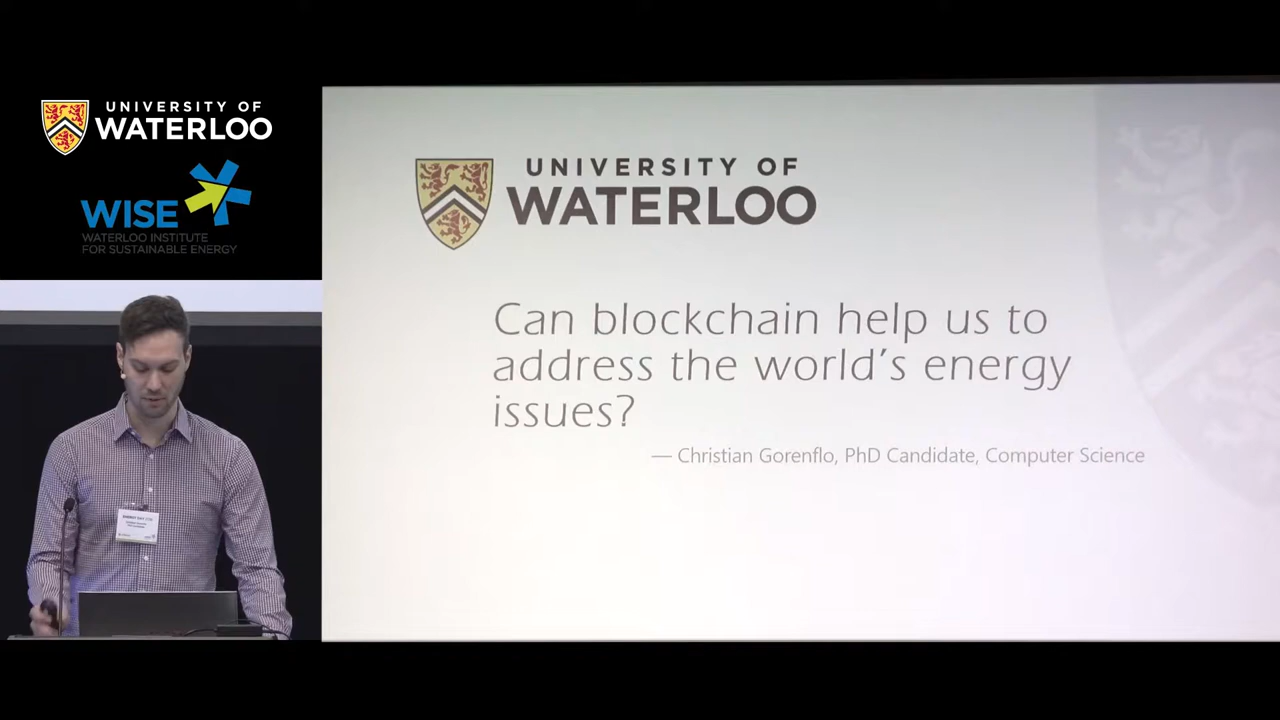 UNIVERSITY OF
WATERLOO
WISE
WATERLOO INSTITUTE
FOR SUSTAINABLE ENERGY
UNIVERSITY OF
WATERLOO
Can blockchain help us to
address the world's energy
issues?
— Christian Gorenflo, PhD Candidate, Computer Science